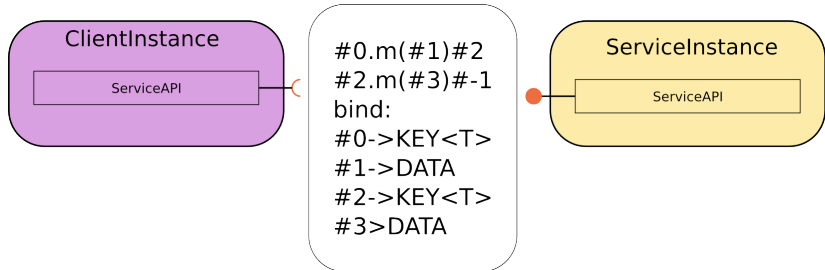 ClientInstance
ServiceAPI
#0.m(#1)#2
#2.m(#3)#-1
bind:
#0->KEY<T>
#1->DATA
#2->KEY<T>
#3>DATA
ServiceInstance
ServiceAPI